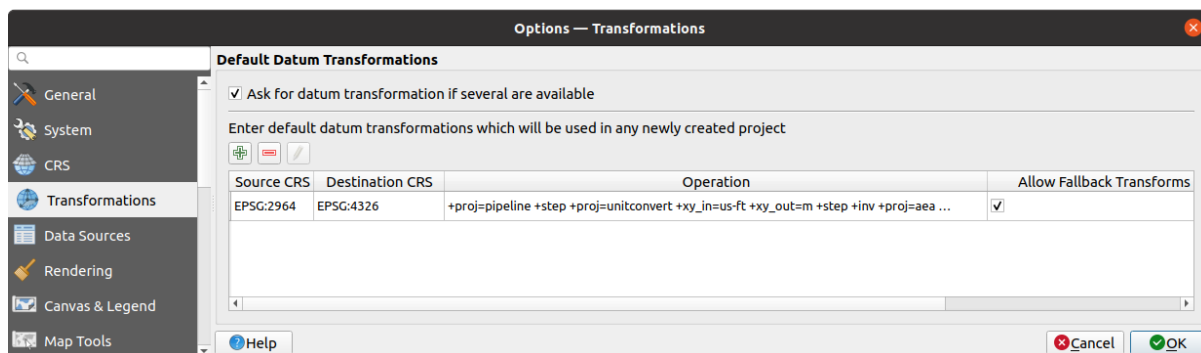 Options — Transformations
General
System
CRS
Transformations
Data Sources
Rendering
Canvas & Legend
Map Tools
Default Datum Transformations
Ask for datum transformation if several are available
Enter default datum transformations which will be used in any newly created project
Source CRS Destination CRS Operation Allow Fallback Transforms
EPSG:2964 EPSG:4326 +proj=pipeline +step +proj=unitconvert +xy_in=us-ft +xy_out=m +step +inv +proj=aea ...
Help Cancel OK